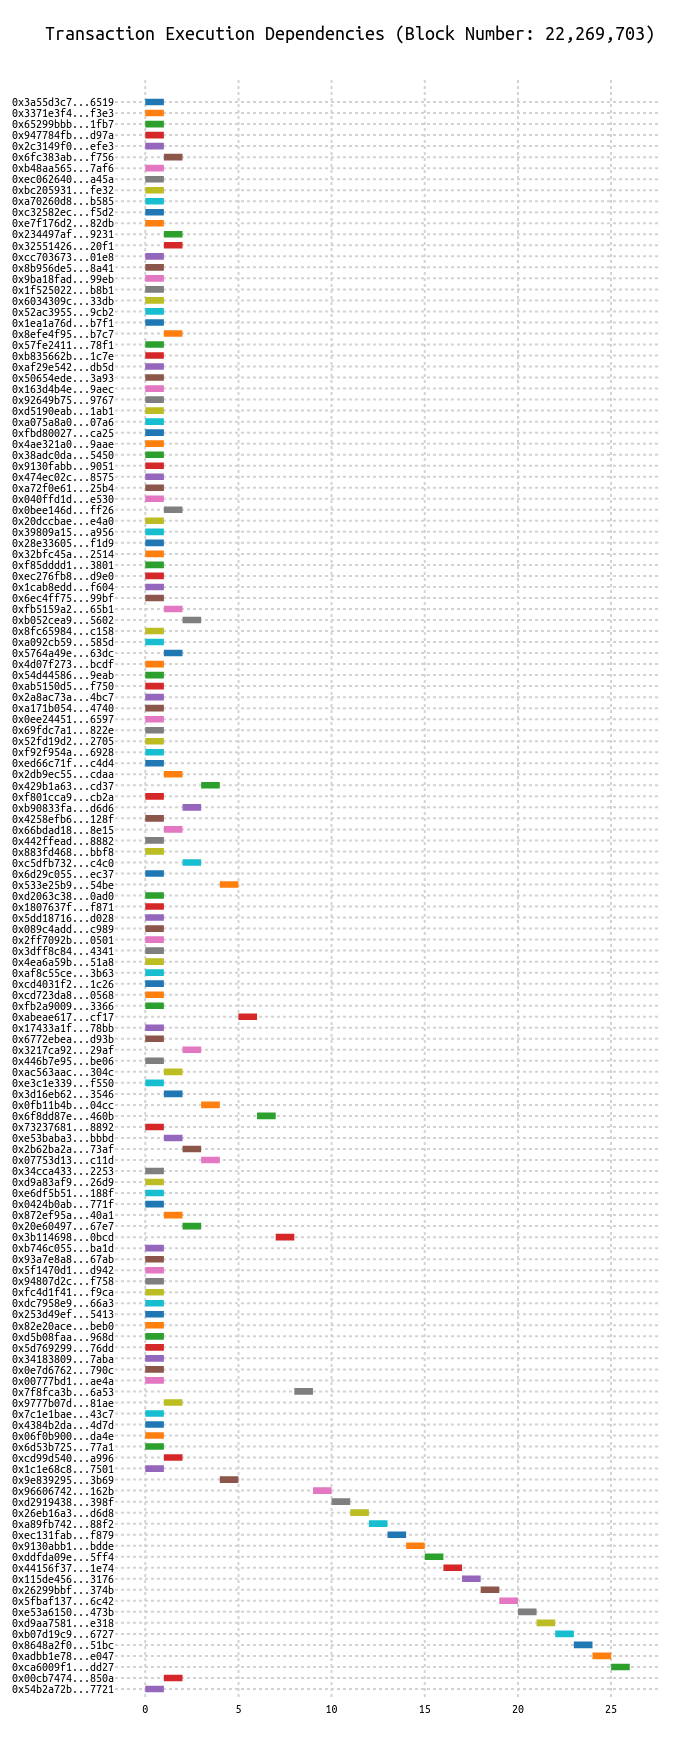 Transaction Execution Dependencies (Block Number: 22,269,703)
0x3a55d3c7...6519
0x3371e3f4...f3e3
0x65299bbb...1fb7
0x947784fb...d97a
0x2c3149f0...efe3
0x6fc383ab...f756
0xb48aa565...7af6
0xec062640...a45a
0xbc205931...fe32
0xa70260d8...b585
0xc32582ec...f5d2
0xe7f176d2...82db
0x234497af...9231
0x32551426...20f1
0xcc703673...01e8
0x8b956de5...8a41
0x9ba18fad...99eb
0x1f525022...b8b1
0x6034309c...33db
0x52ac3955...9cb2
0x1ea1a76d...b7f1
0x8efe4f95...b7c7
0x57fe2411...78f1
0xb835662b...1c7e
0xaf29e542...db5d
0x50654ede...3a93
0x163d4b4e...9aec
0x92649b75...9767
0xd5190eab...1ab1
0xa075a8a0...07a6
0xfbd80027...ca25
0x4ae321a0...9aae
0x38adc0da...5450
0x9130fabb...9051
0x474ec02c...8575
0xa72f0e61...25b4
0x040ffd1d...e530
0x0bee146d...ff26
0x20dccbae...e4a0
0x39809a15...a956
0x28e33605...f1d9
0x32bfc45a...2514
0xf85dddd1...3801
0xec276fb8...d9e0
0x1cab8edd...f604
0x6ec4ff75...99bf
0xfb5159a2...65b1
0xb052cea9...5602
0x8fc65984...c158
0xa092cb59...585d
0x5764a49e...63dc
0x4d07f273...bcdf
0x54d44586...9eab
0xab5150d5...f750
0x2a8ac73a...4bc7
0xa171b054...4740
0x0ee24451...6597
0x69fdc7a1...822e
0x52fd19d2...2705
0xf92f954a...6928
0xed66c71f...c4d4
0x2db9ec55...cdaa
0x429b1a63...cd37
0xf801cca9...cb2a
0xb90833fa...d6d6
0x4258efb6...128f
0x66bdad18...8e15
0x442ffead...8882
0x883fd468...bbf8
0xc5dfb732...c4c0
0x6d29c055...ec37
0x533e25b9...54be
0xd2063c38...0ad0
0x1807637f...f871
0x5dd18716...d028
0x089c4add...c989
0x2ff7092b...0501
0x3dff8c84...4341
0x4ea6a59b...51a8
0xaf8c55ce...3b63
0xcd4031f2...1c26
0xcd723da8...0568
0xfb2a9009...3366
0xabeae617...cf17
0x17433a1f...78bb
0x6772ebea...d93b
0x3217ca92...29af
0x446b7e95...be06
0xac563aac...304c
0xe3c1e339...f550
0x3d16eb62...3546
0x0fb11b4b...04cc
0x6f8dd87e...460b
0x73237681...8892
0xe53baba3...bbbd
0x2b62ba2a...73af
0x07753d13...c11d
0x34cca433...2253
0xd9a83af9...26d9
0xe6df5b51...188f
0x0424b0ab...771f
0x872ef95a...40a1
0x20e60497...67e7
0x3b114698...0bcd
0xb746c055...ba1d
0x93a7e8a8...67ab
0x5f1470d1...d942
0x94807d2c...f758
0xfc4d1f41...f9ca
0xdc7958e9...66a3
0x253d49ef...5413
0x82e20ace...beb0
0xd5b08faa...968d
0x5d769299...76dd
0x34183809...7aba
0x0e7d6762...790c
0x00777bd1...ae4a
0x7f8fca3b...6a53
0x9777b07d...81ae
0x7c1e1bae...43c7
0x4384b2da...4d7d
0x06f0b900...da4e
0x6d53b725...77a1
0xcd99d540...a996
0x1c1e68c8...7501
0x9e839295...3b69
0x96606742...162b
0xd2919438...398f
0x26eb16a3...d6d8
0xa89fb742...88f2
0xec131fab...f879
0x9130abb1...bdde
0xddfda09e...5ff4
0x44156f37...1e74
0x115de456...3176
0x26299bbf...374b
0x5fbaf137...6c42
0xe53a6150...473b
0xd9aa7581...e318
0xb07d19c9...6727
0x8648a2f0...51bc
0xadbb1e78...e047
0xca6009f1...dd27
0x00cb7474...850a
0x54b2a72b...7721
0 5 10 15 20 25